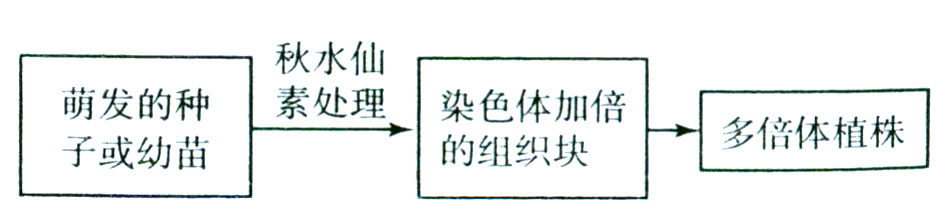 萌发的种
子或幼苗
秋水仙
素处理
染色体加倍
的组织块
多倍体植株